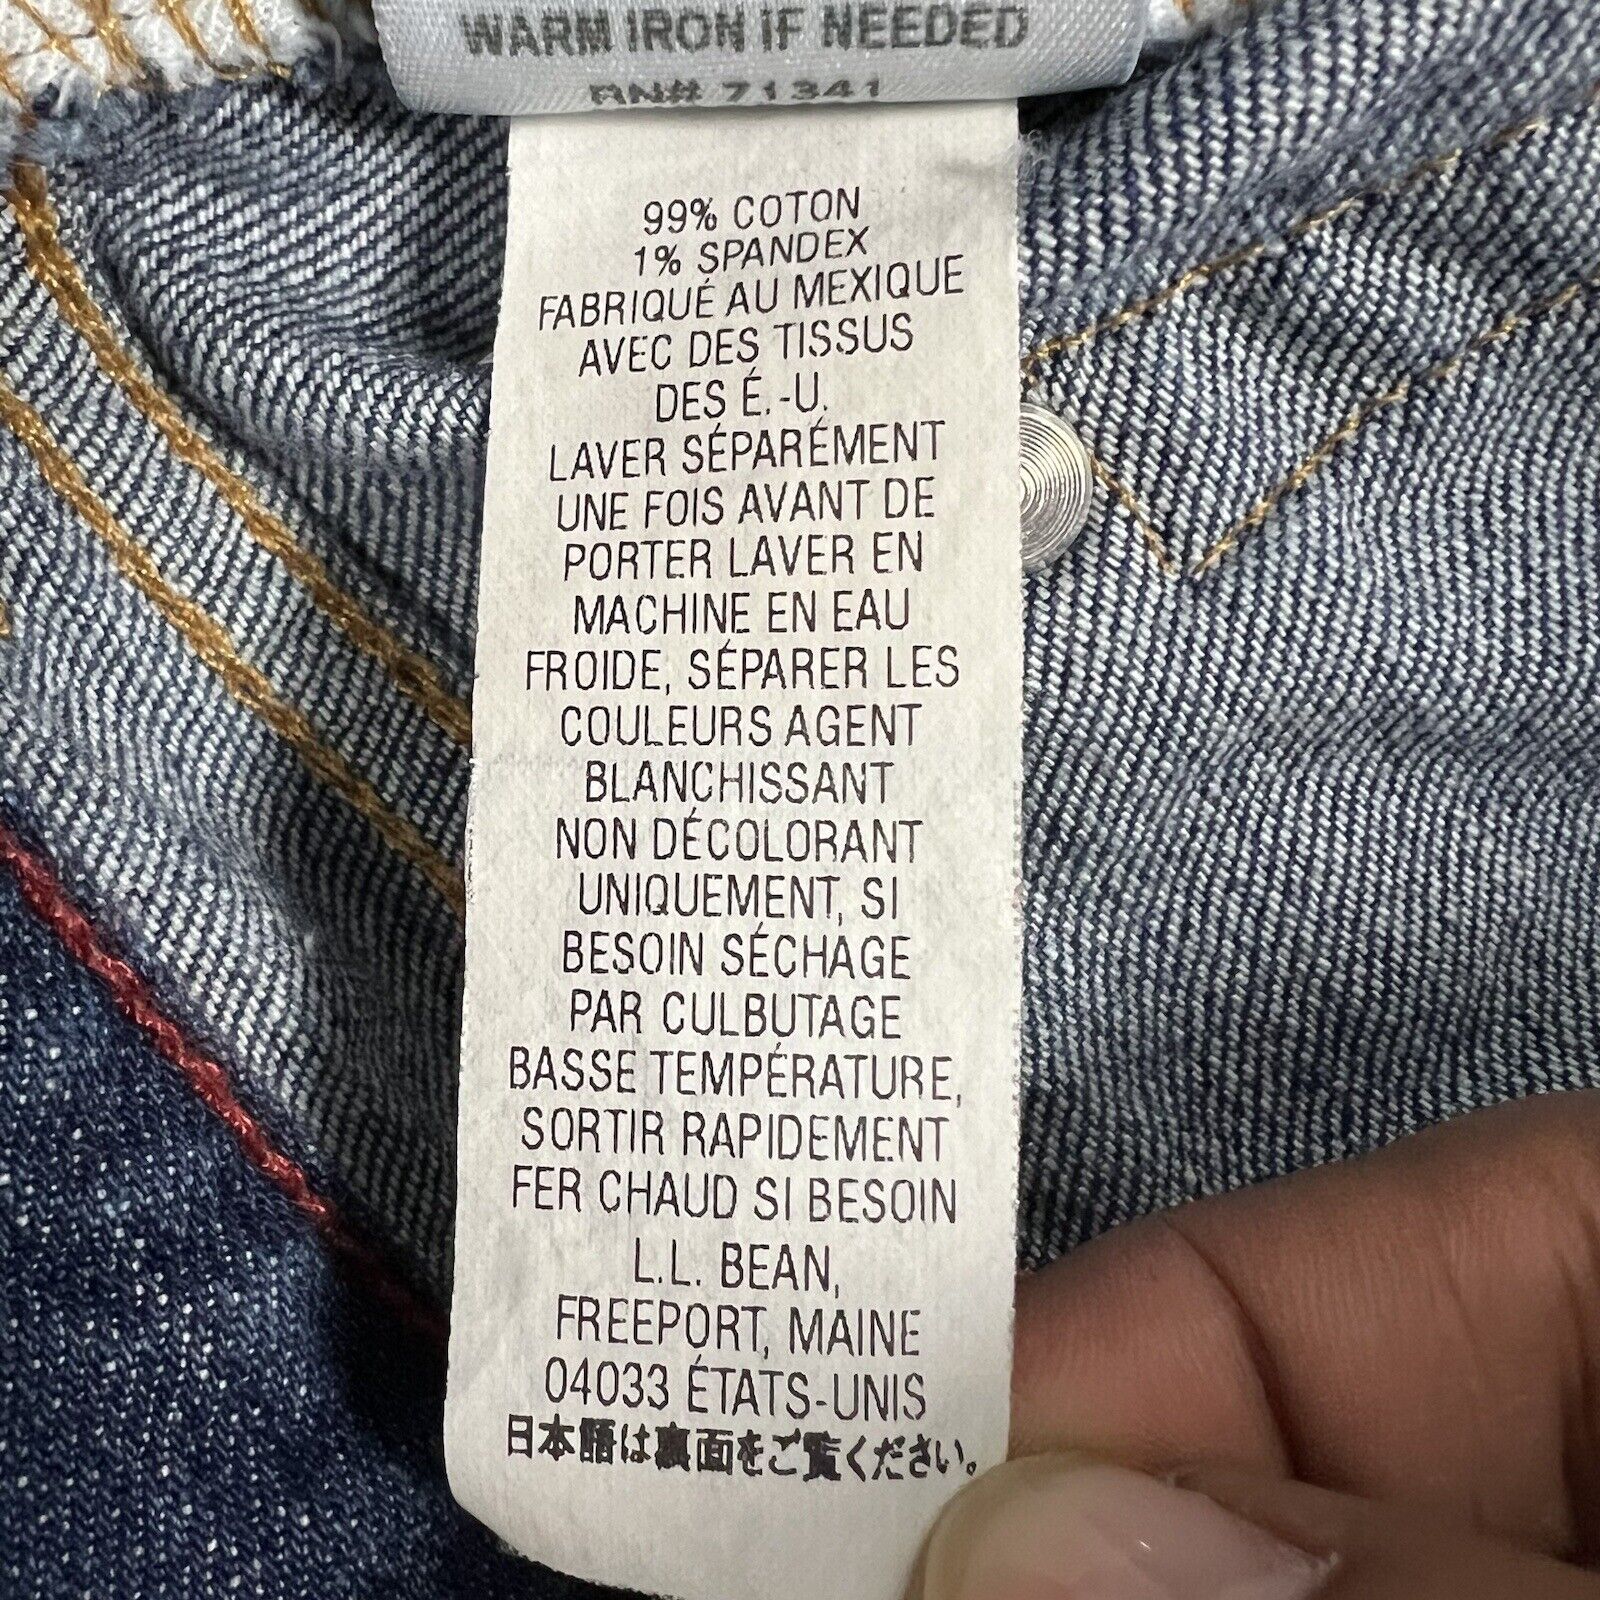 WARM IRON IF NEEDED
RN# 71341
99% COTON
1% SPANDEX
FABRIQUÉ AU MEXIQUE
AVEC DES TISSUS
DES É.-U.
LAVER SÉPARÉMENT
UNE FOIS AVANT DE
PORTER LAVER EN
MACHINE EN EAU
FROIDE, SÉPARER LES
COULEURS AGENT
BLANCHISSANT
NON DÉCOLORANT
UNIQUEMENT, SI
BESOIN SÉCHAGE
PAR CULBUTAGE
BASSE TEMPÉRATURE,
SORTIR RAPIDEMENT
FER CHAUD SI BESOIN
L.L. BEAN,
FREEPORT, MAINE
04033 ÉTATS-UNIS
日本語は裏面をご覧ください。